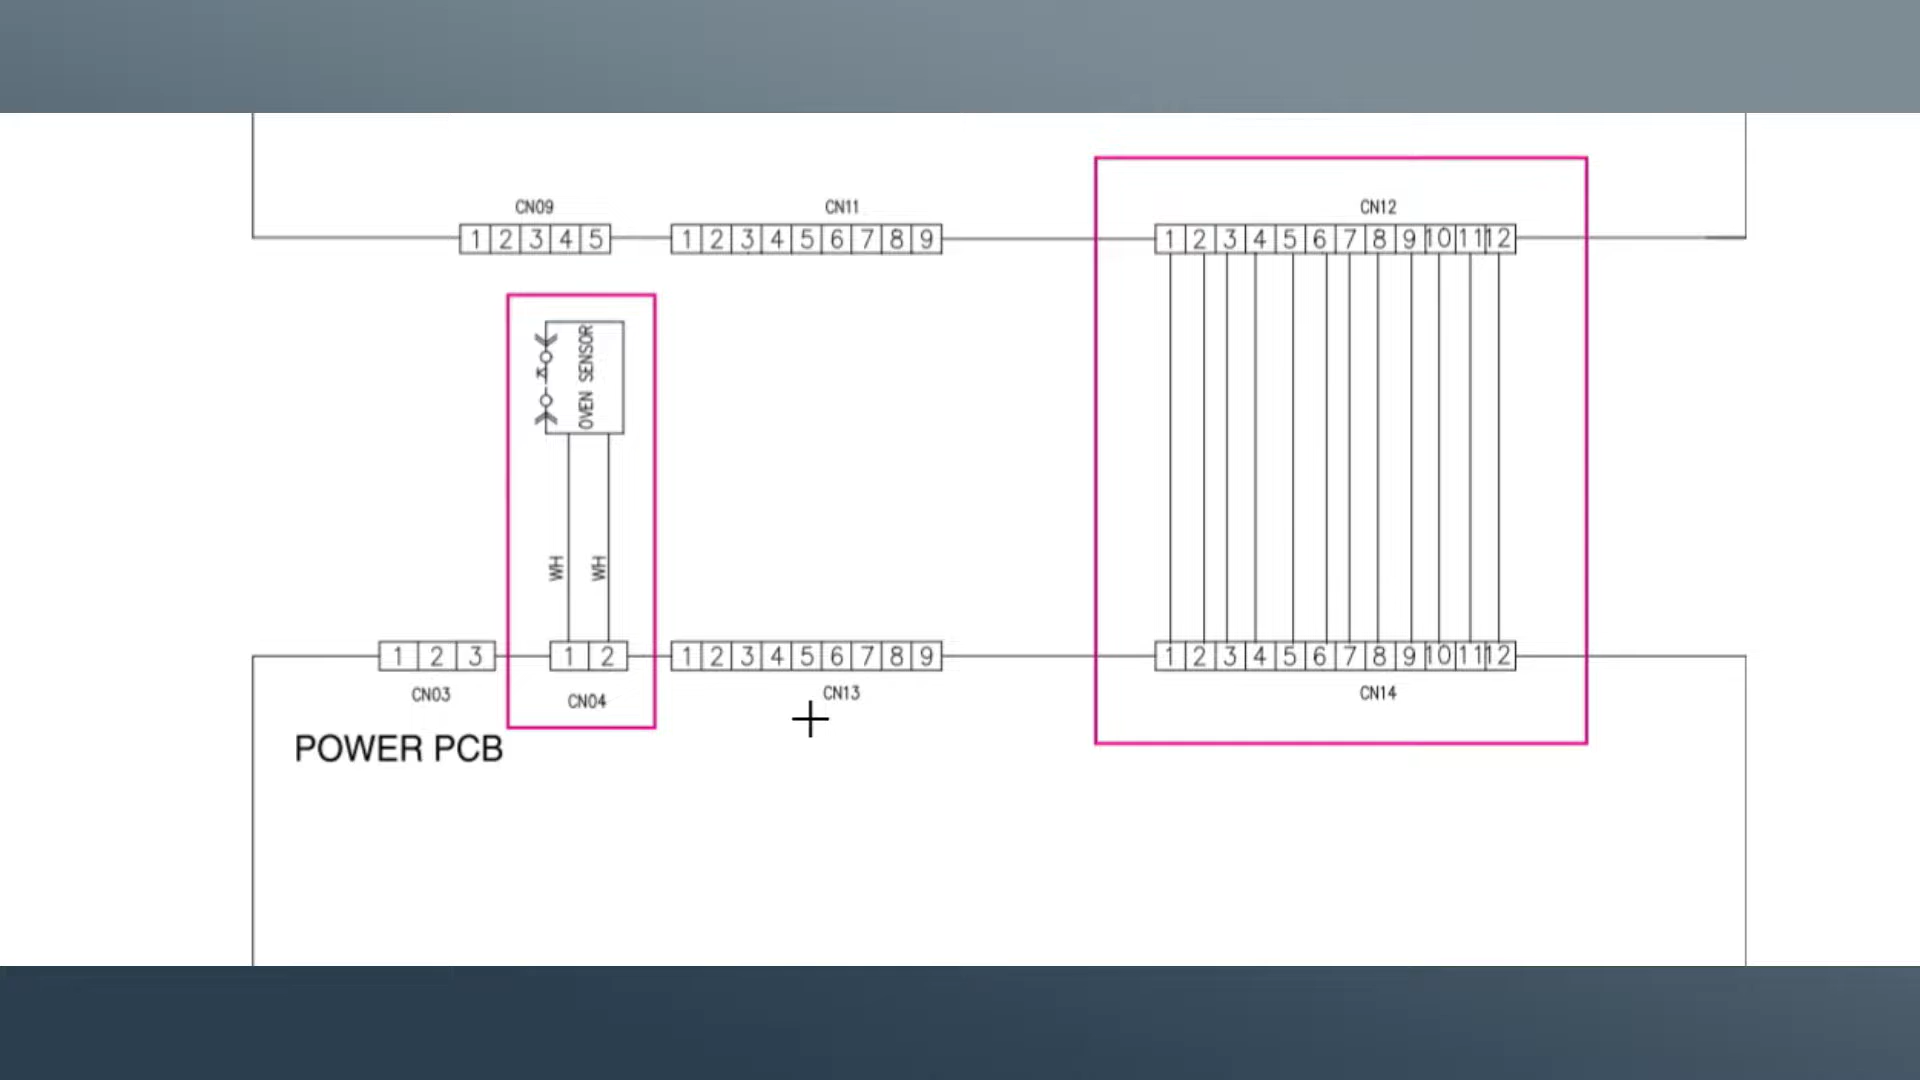 CN09 CN11 CN12
1 2 3 4 5 1 2 3 4 5 6 7 8 9 1 2 3 4 5 6 7 8 9 10 11 12
OVEN SENSOR
WH WH
1 2 3 1 2 1 2 3 4 5 6 7 8 9 1 2 3 4 5 6 7 8 9 10 11 12
CN03 CN04 CN13 CN14
POWER PCB